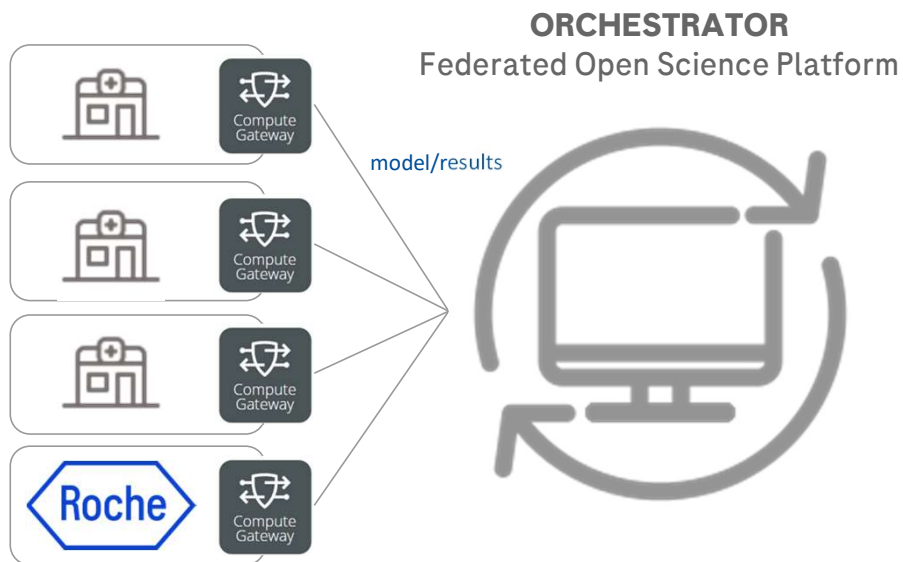 ORCHESTRATOR
Federated Open Science Platform
Compute
Gateway
model/results
Compute
Gateway
Compute
Gateway
Roche
Compute
Gateway